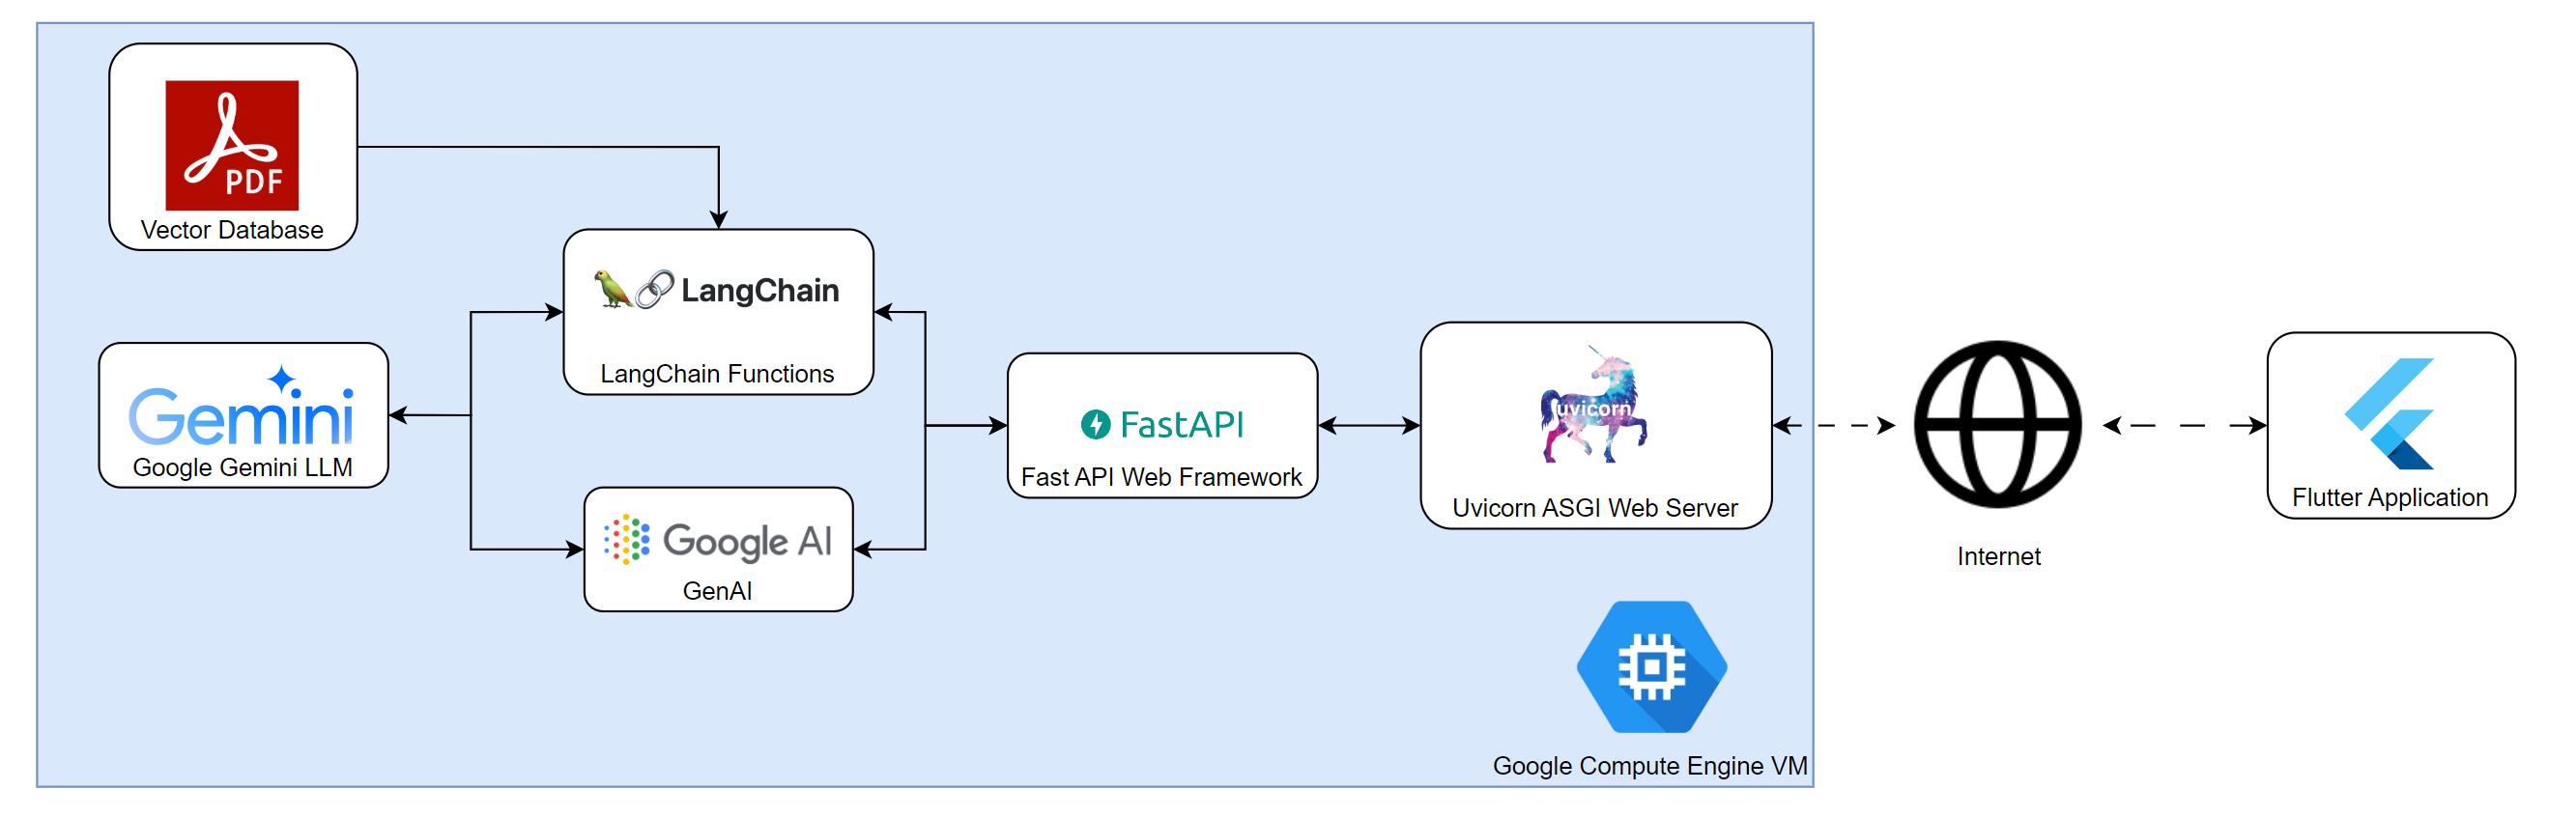 PDF
Vector Database
LangChain
LangChain Functions
Gemini
Google Gemini LLM
Google AI
GenAI
FastAPI
Fast API Web Framework
uvicorn
Uvicorn ASGI Web Server
Internet
Flutter Application
Google Compute Engine VM